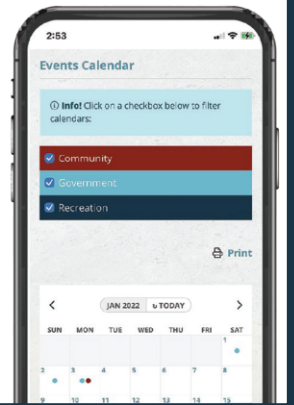 2:53
Events Calendar
Info! Click on a checkbox below to filter
calendars:
Community
Government
Recreation
Print
JAN 2022 TODAY
SUN MON TUE WED THU FRI SAT
1
2 3 4 5 6 7 8
9 10 11 12 13 14 15